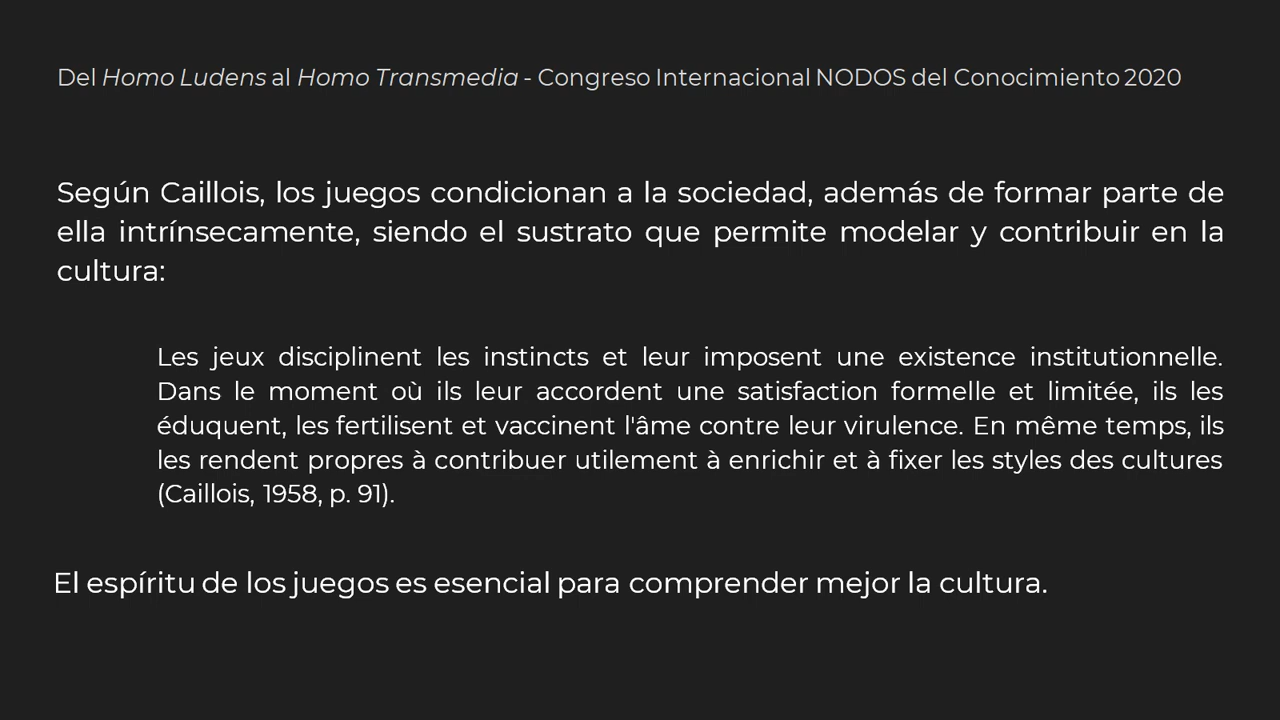 Del Homo Ludens al Homo Transmedia - Congreso Internacional NODOS del Conocimiento 2020
Según Caillois, los juegos condicionan a la sociedad, además de formar parte de
ella intrínsecamente, siendo el sustrato que permite modelar y contribuir en la
cultura:
Les jeux disciplinent les instincts et leur imposent une existence institutionnelle.
Dans le moment où ils leur accordent une satisfaction formelle et limitée, ils les
éduquent, les fertilisent et vaccinent l'âme contre leur virulence. En même temps, ils
les rendent propres à contribuer utilement à enrichir et à fixer les styles des cultures
(Caillois, 1958, p. 91).
El espíritu de los juegos es esencial para comprender mejor la cultura.